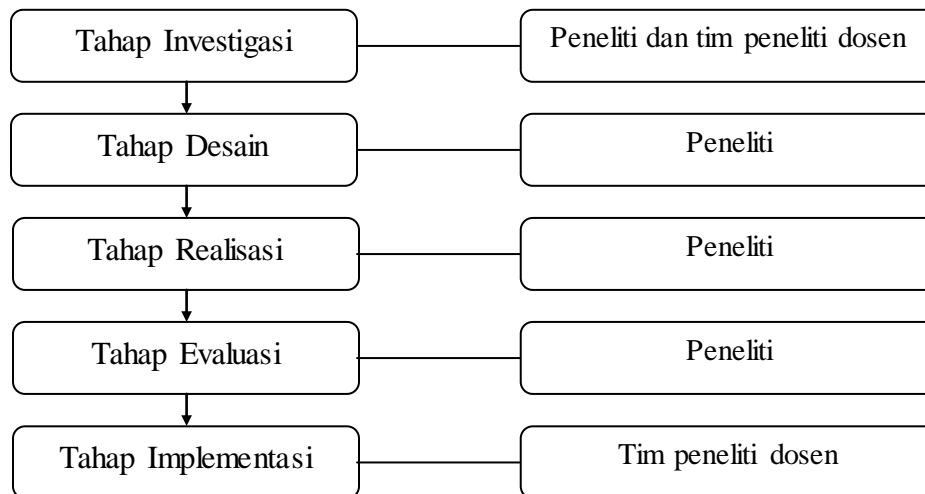 Tahap Investigasi
Peneliti dan tim peneliti dosen
Tahap Desain
Peneliti
Tahap Realisasi
Peneliti
Tahap Evaluasi
Peneliti
Tahap Implementasi
Tim peneliti dosen